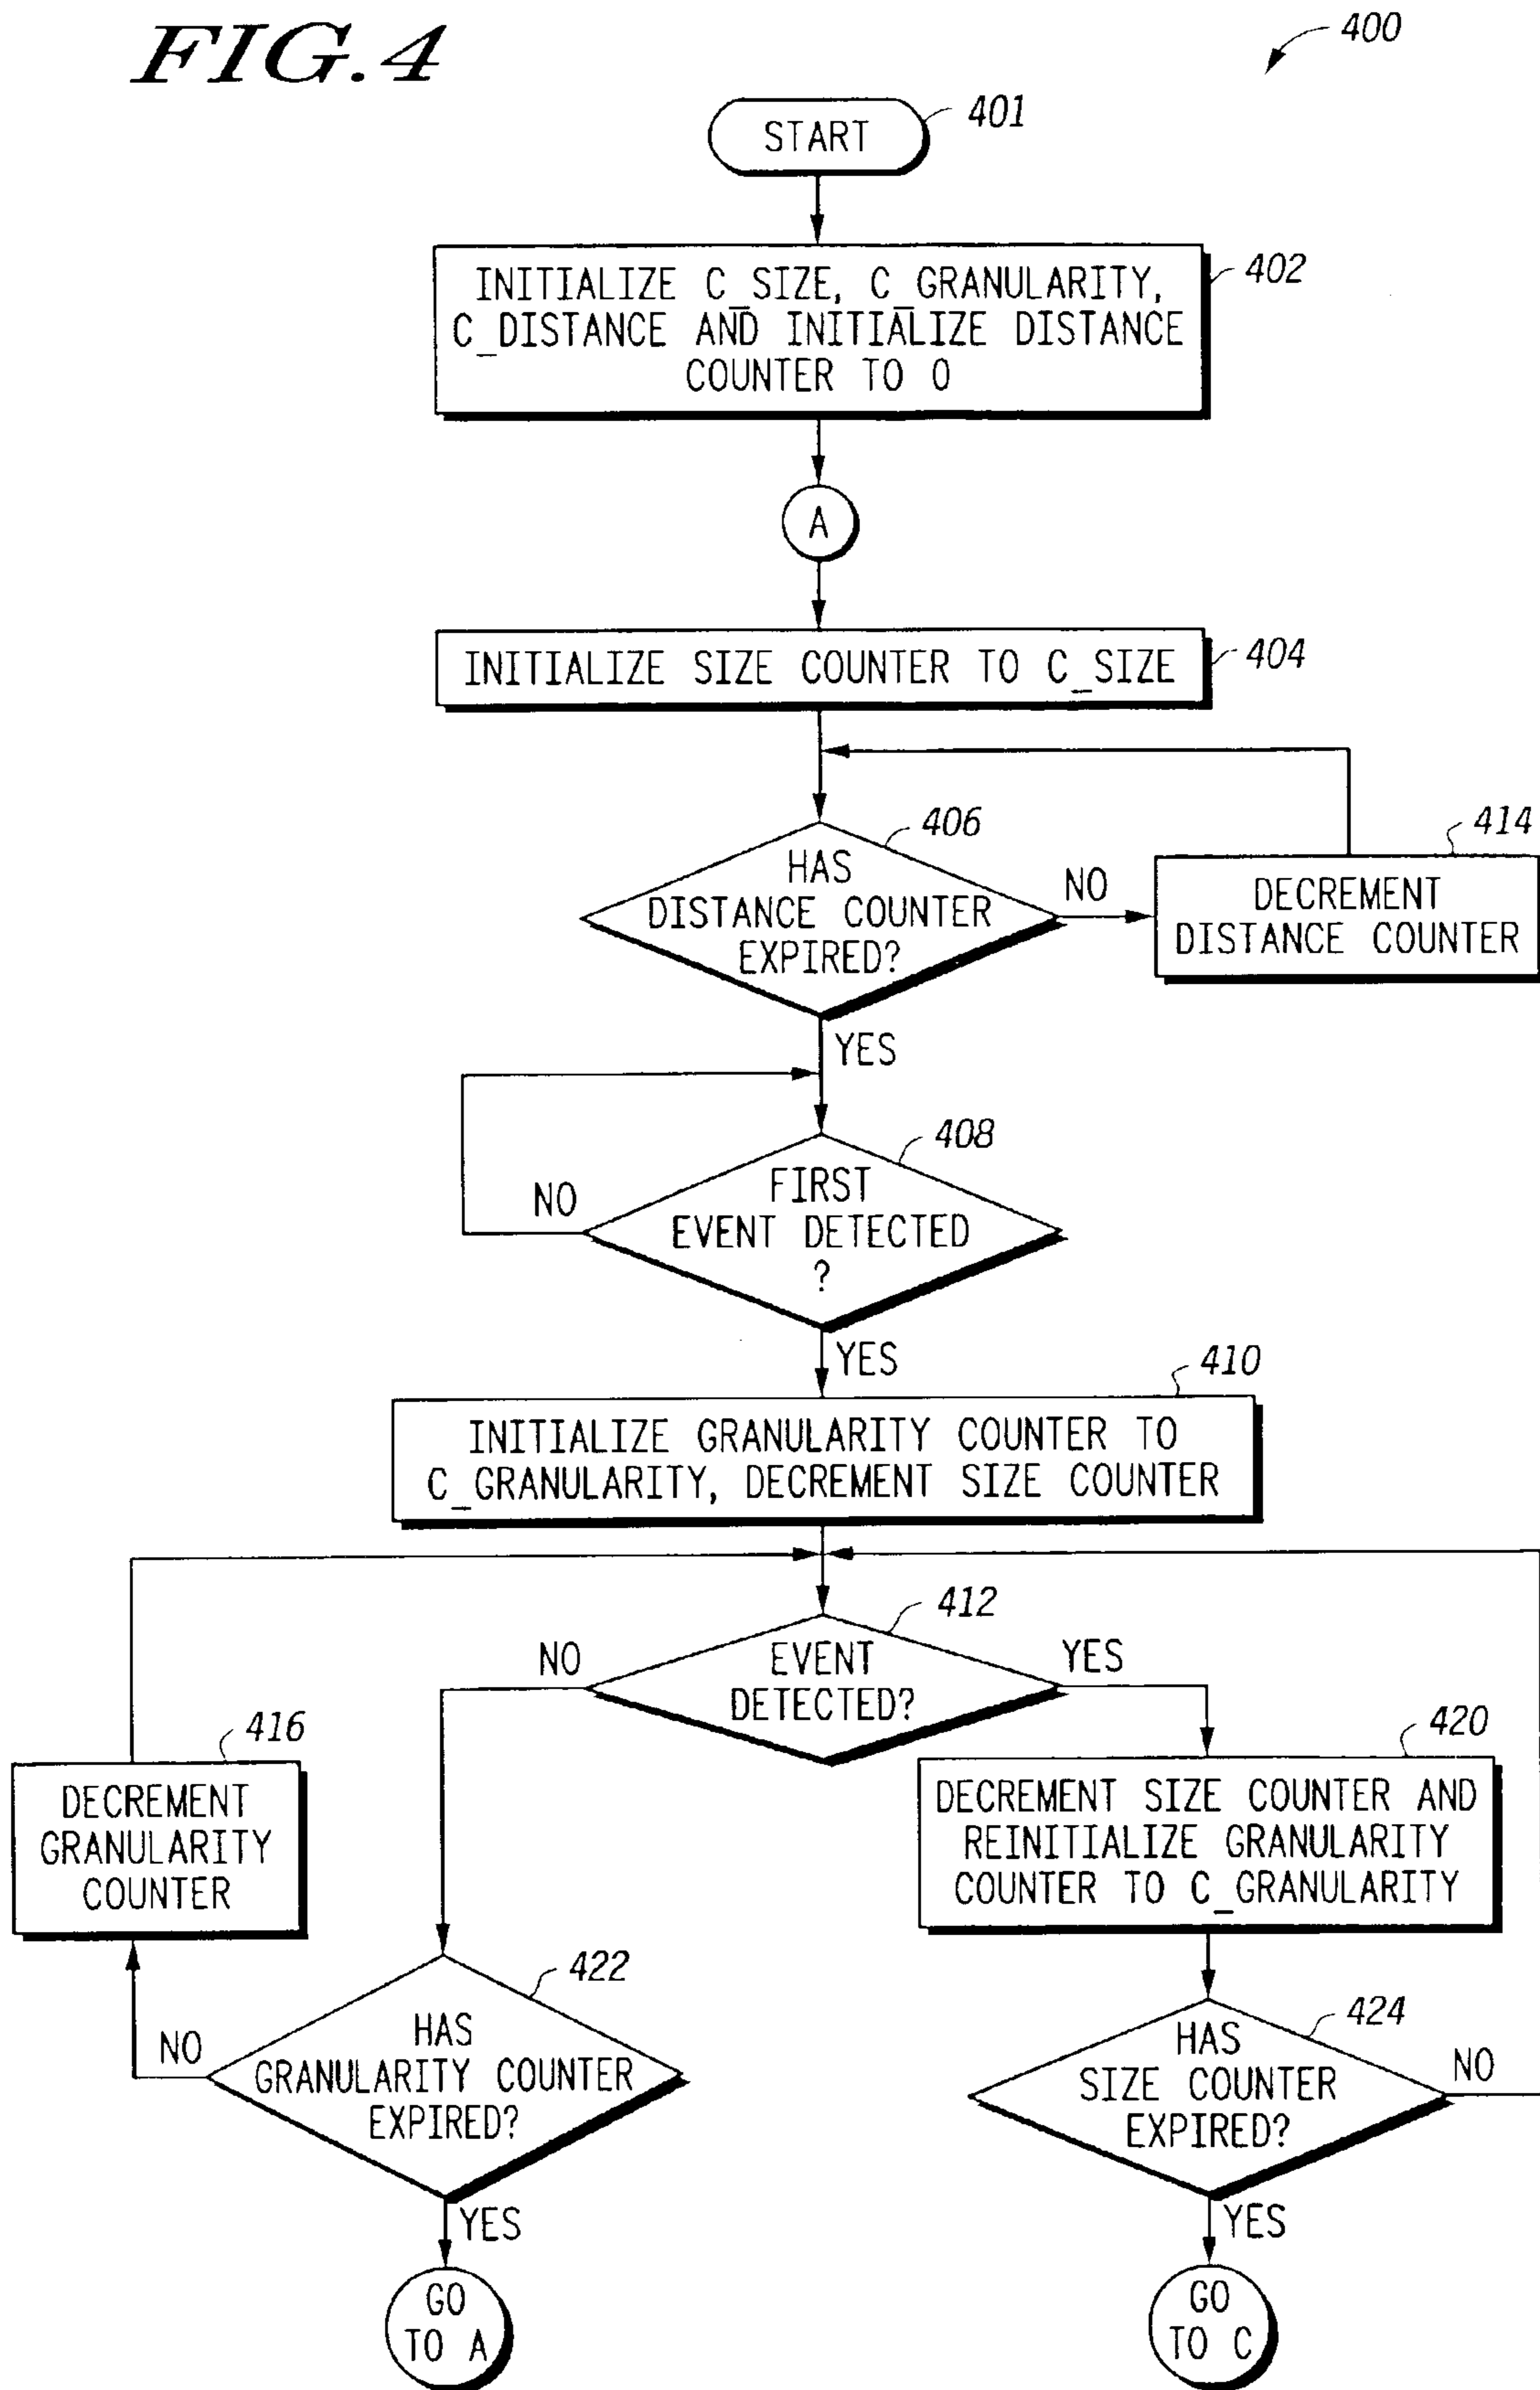 FIG.4
400
START
401
INITIALIZE C_SIZE, C_GRANULARITY,
C_DISTANCE AND INITIALIZE DISTANCE
COUNTER TO 0
402
A
INITIALIZE SIZE COUNTER TO C_SIZE
404
406
HAS
DISTANCE COUNTER
EXPIRED?
NO
414
DECREMENT
DISTANCE COUNTER
YES
408
FIRST
EVENT DETECTED
?
NO
YES
410
INITIALIZE GRANULARITY COUNTER TO
C_GRANULARITY, DECREMENT SIZE COUNTER
412
EVENT
DETECTED?
NO
YES
416
DECREMENT
GRANULARITY
COUNTER
420
DECREMENT SIZE COUNTER AND
REINITIALIZE GRANULARITY
COUNTER TO C_GRANULARITY
422
HAS
GRANULARITY COUNTER
EXPIRED?
NO
424
HAS
SIZE COUNTER
EXPIRED?
NO
YES
YES
GO
TO A
GO
TO C